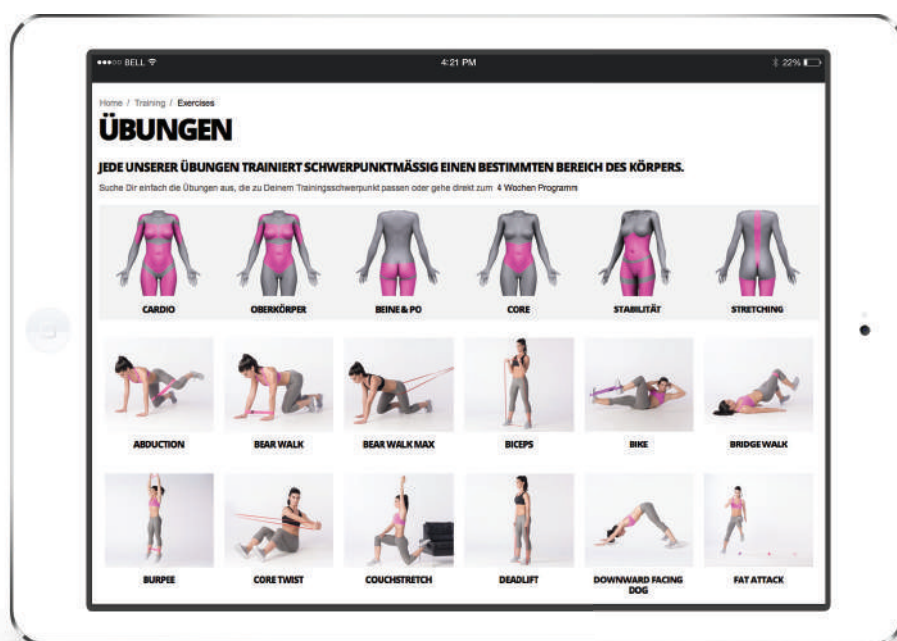 BELL
4:21 PM
22%
Home / Training / Exercises
ÜBUNGEN
JEDE UNSERER ÜBUNGEN TRAINIERT SCHWERPUNKTMÄSSIG EINEN BESTIMMTEN BEREICH DES KÖRPERS.
Suche Dir einfach die Übungen aus, die zu Deinem Trainingsschwerpunkt passen oder gehe direkt zum 4 Wochen Programm
CARDIO
OBERKÖRPER
BEINE & PO
CORE
STABILITÄT
STRETCHING
ABDUCTION
BEAR WALK
BEAR WALK MAX
BICEPS
BIKE
BRIDGE WALK
BURPEE
CORE TWIST
COUCHSTRETCH
DEADLIFT
DOWNWARD FACING
DOG
FAT ATTACK